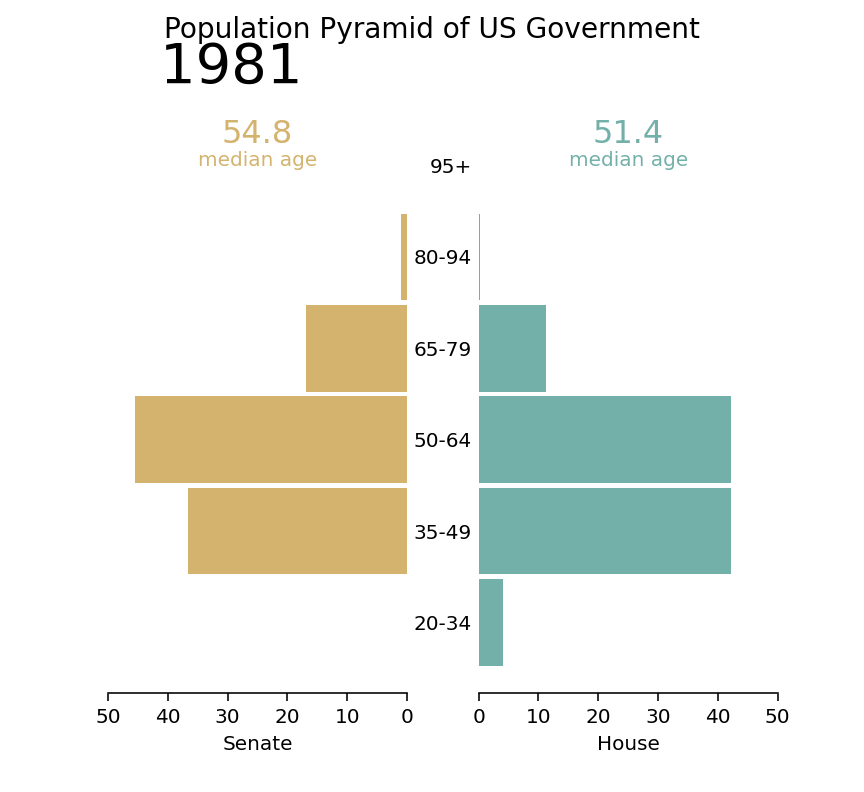 Population Pyramid of US Government
1981
54.8
median age
51.4
median age
95+
80-94
65-79
50-64
35-49
20-34
50 40 30 20 10 0
Senate
0 10 20 30 40 50
House